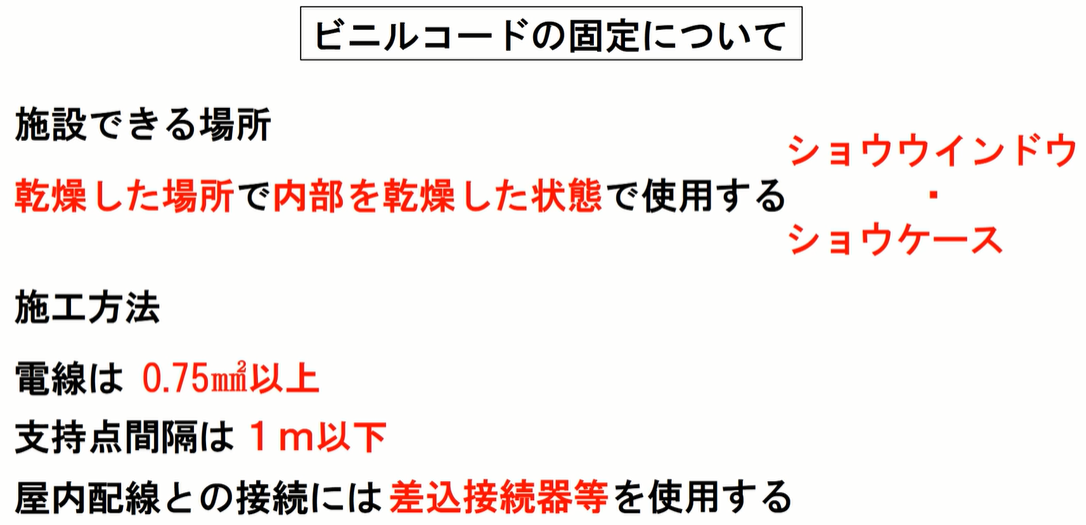 ビニルコードの固定について
施設できる場所
乾燥した場所で内部を乾燥した状態で使用する
ショウウインドウ
・
ショウケース
施工方法
電線は 0.75㎟以上
支持点間隔は 1m以下
屋内配線との接続には差込接続器等を使用する